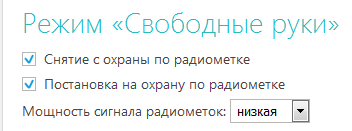 Режим «Свободные руки»
Снятие с охраны по радиометке
Постановка на охрану по радиометке
Мощность сигнала радиометок: низкая